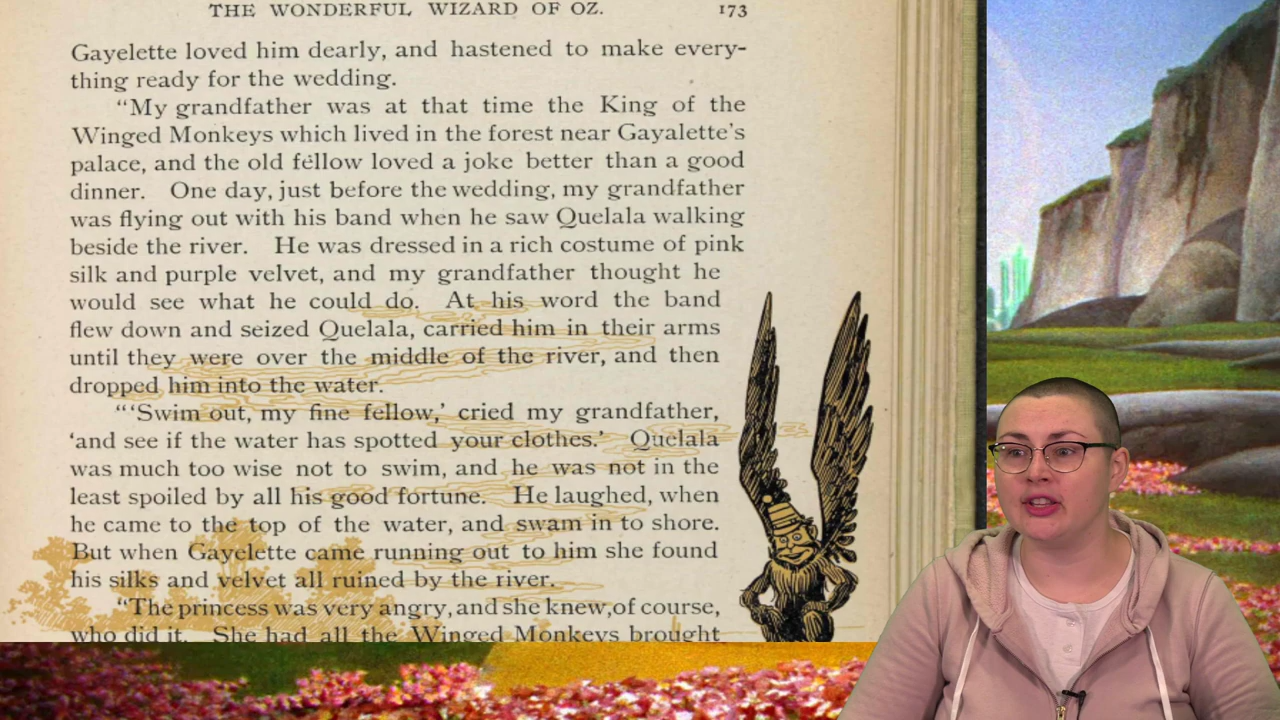 THE WONDERFUL WIZARD OF OZ. 173
Gayelette loved him dearly, and hastened to make every-
thing ready for the wedding.
“My grandfather was at that time the King of the
Winged Monkeys which lived in the forest near Gayalette's
palace, and the old fellow loved a joke better than a good
dinner. One day, just before the wedding, my grandfather
was flying out with his band when he saw Quelala walking
beside the river. He was dressed in a rich costume of pink
silk and purple velvet, and my grandfather thought he
would see what he could do. At his word the band
flew down and seized Quelala, carried him in their arms
until they were over the middle of the river, and then
dropped him into the water.
“‘Swim out, my fine fellow,’ cried my grandfather,
‘and see if the water has spotted your clothes.’ Quelala
was much too wise not to swim, and he was not in the
least spoiled by all his good fortune. He laughed, when
he came to the top of the water, and swam in to shore.
But when Gayelette came running out to him she found
his silks and velvet all ruined by the river.
“The princess was very angry, and she knew, of course,
who did it. She had all the Winged Monkeys brought